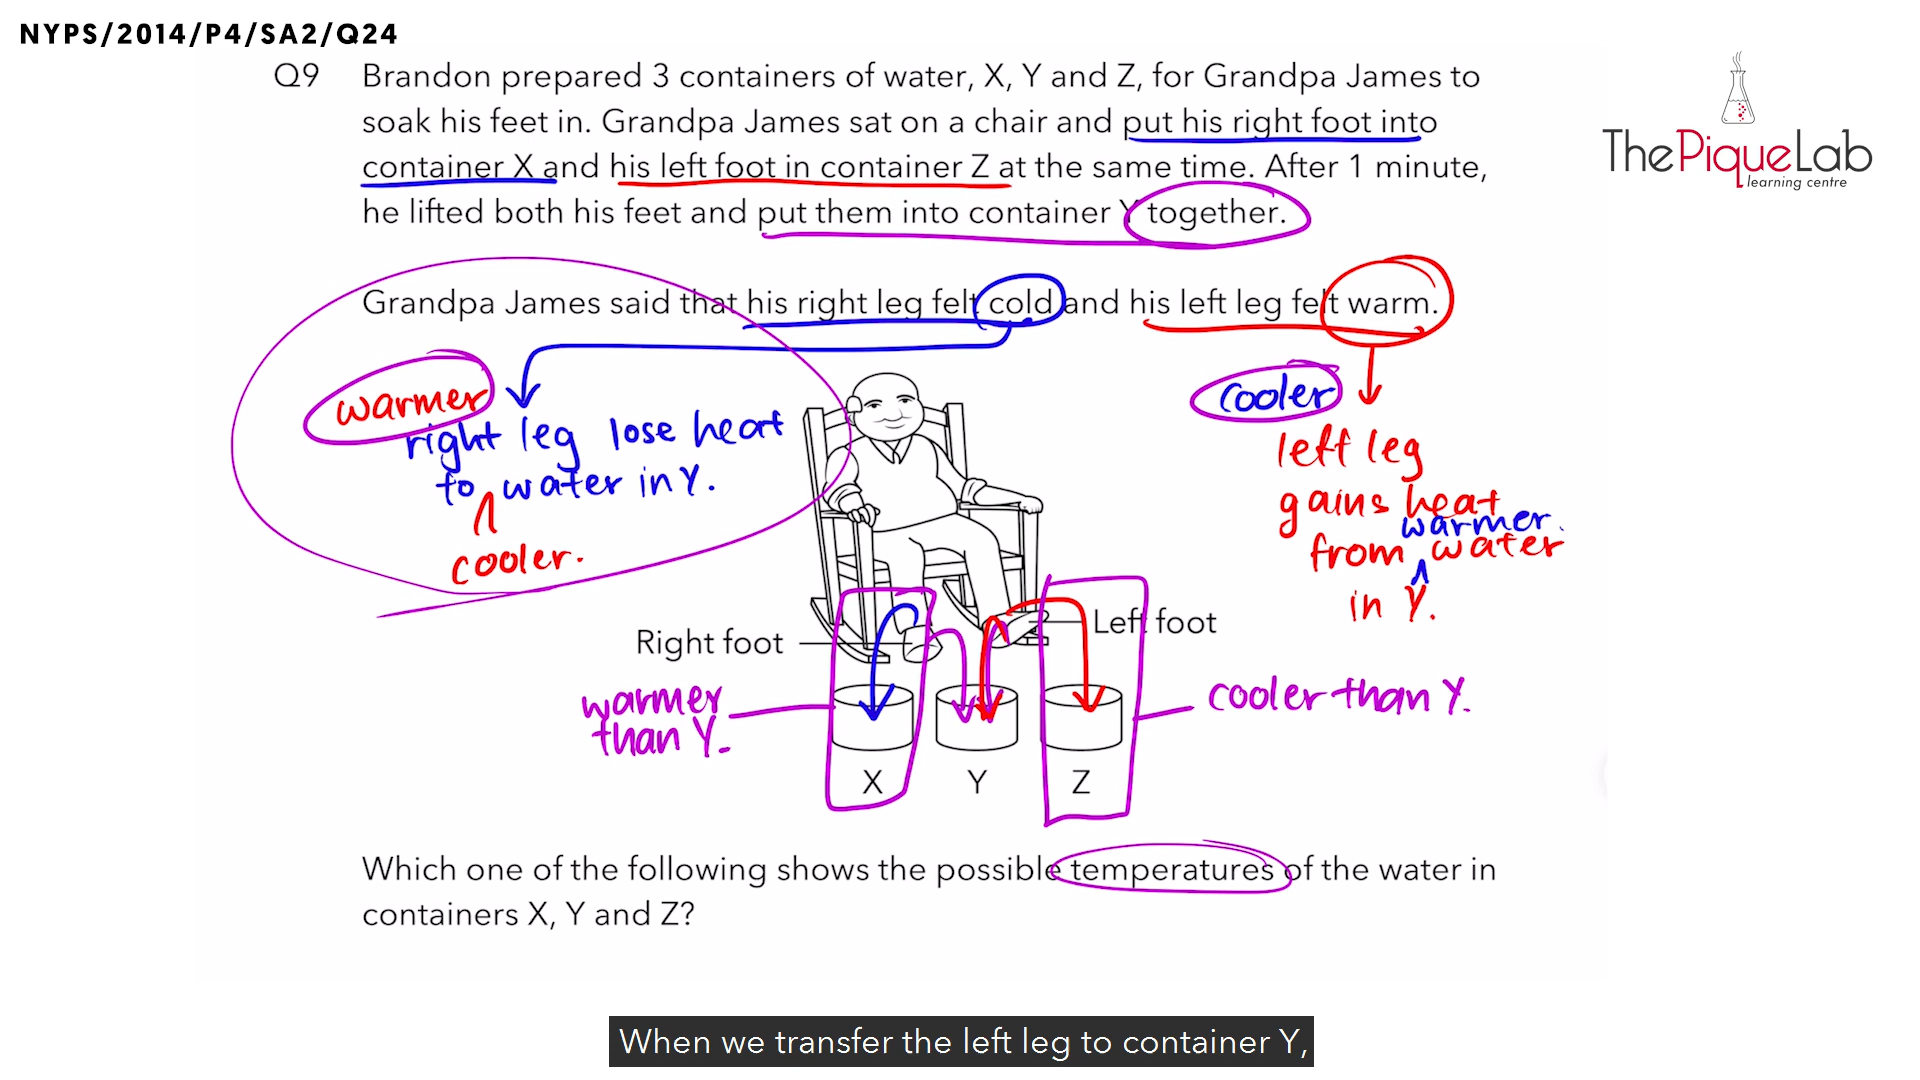 NYPS/2014/P4/SA2/Q24
Q9 Brandon prepared 3 containers of water, X, Y and Z, for Grandpa James to
soak his feet in. Grandpa James sat on a chair and put his right foot into
container X and his left foot in container Z at the same time. After 1 minute,
he lifted both his feet and put them into container Y together.
ThePiqueLab
learning centre
Grandpa James said that his right leg felt cold and his left leg felt warm.
warmer
right leg lose heat
to water in Y.
cooler.
cooler
left leg
gains heat
warmer.
from water
in Y.
Right foot
Left foot
warmer
than Y.
cooler than Y.
X Y Z
Which one of the following shows the possible temperatures of the water in
containers X, Y and Z?
When we transfer the left leg to container Y,